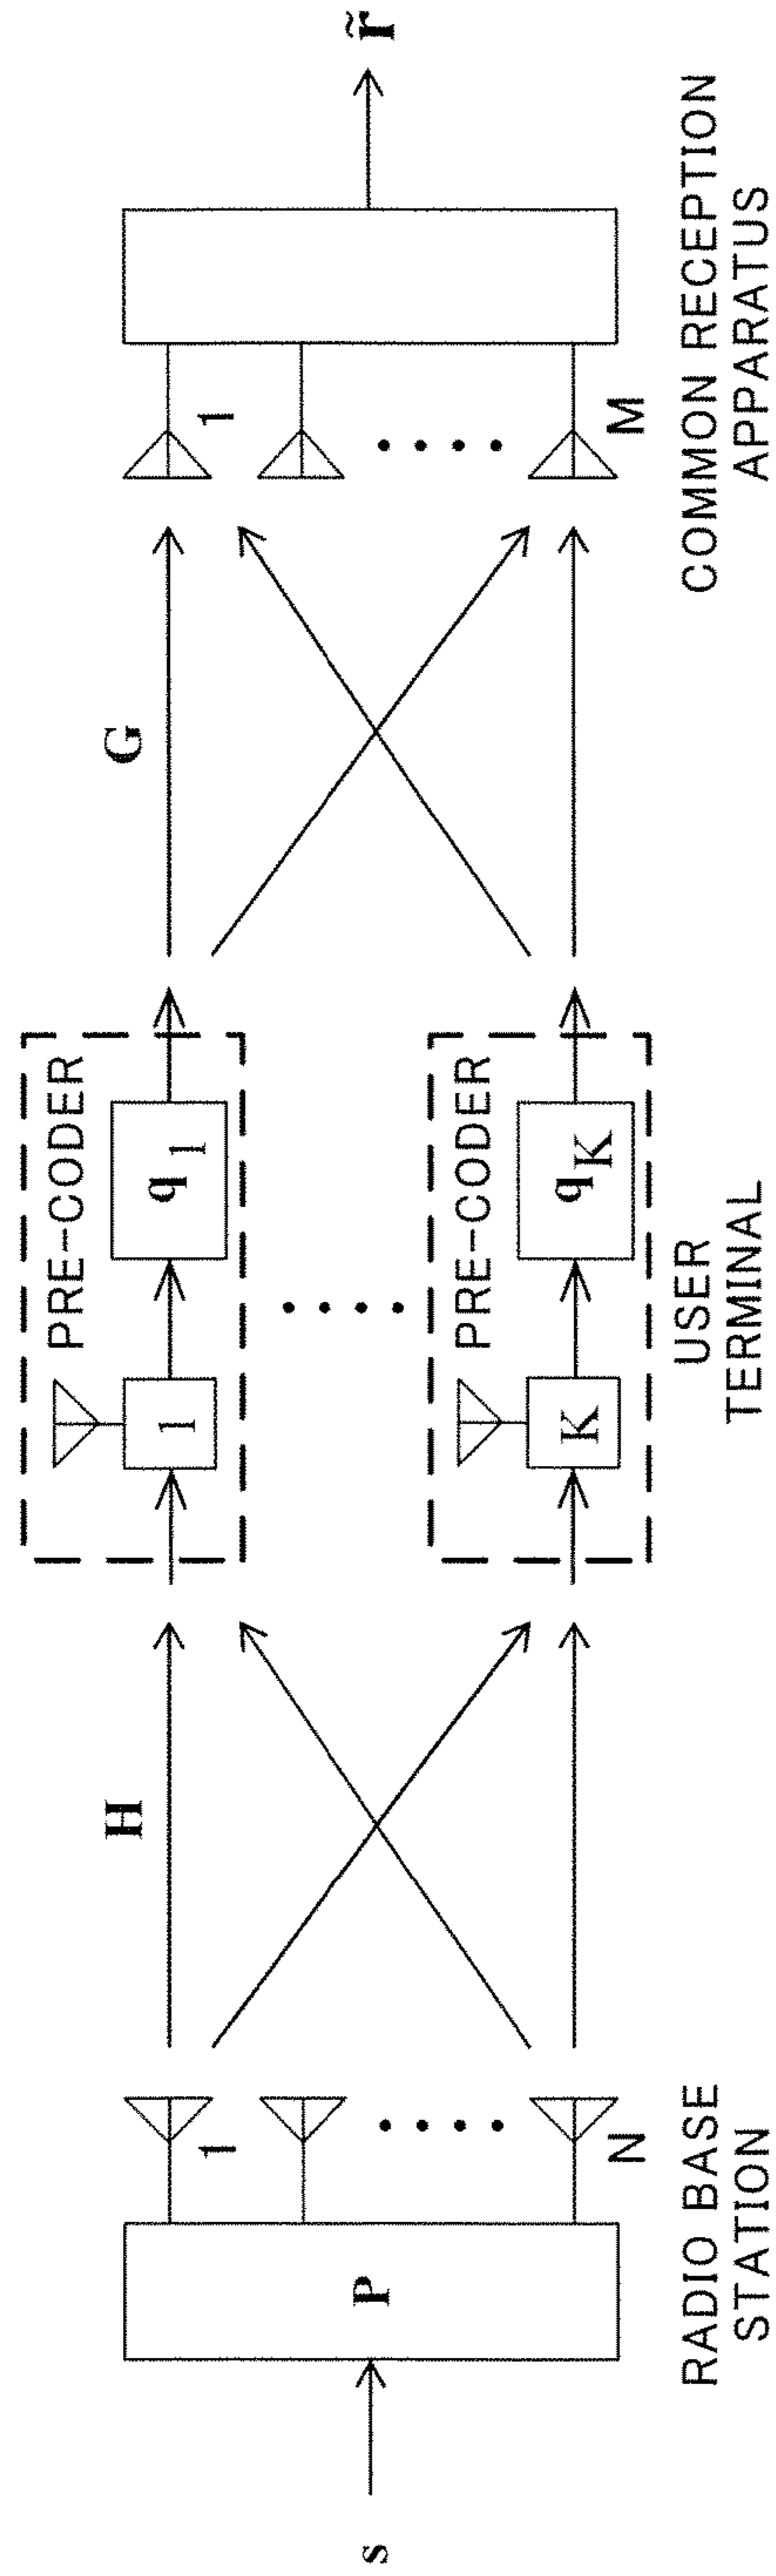 s
P
1
N
RADIO BASE
STATION
H
PRE-CODER
1
q1
PRE-CODER
K
qK
USER
TERMINAL
G
1
M
COMMON RECEPTION
APPARATUS
r̃